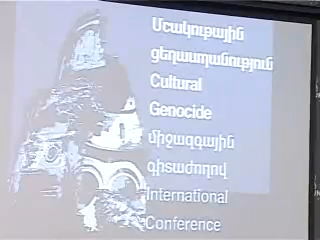 Մշակութային
ցեղասպանություն
Cultural
Genocide
միջազգային
գիտաժողով
International
Conference